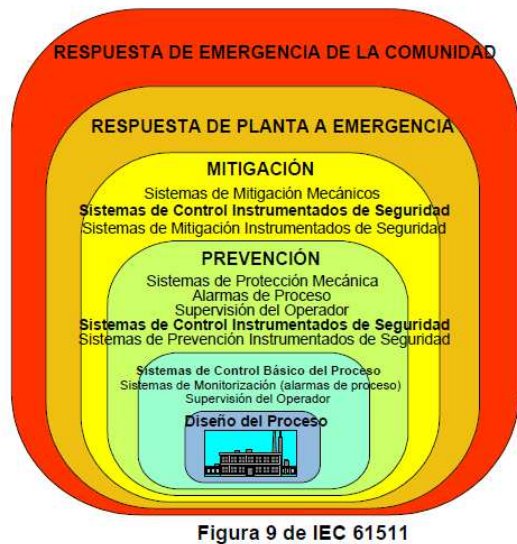 RESPUESTA DE EMERGENCIA DE LA COMUNIDAD
RESPUESTA DE PLANTA A EMERGENCIA
MITIGACIÓN
Sistemas de Mitigación Mecánicos
Sistemas de Control Instrumentados de Seguridad
Sistemas de Mitigación Instrumentados de Seguridad
PREVENCIÓN
Sistemas de Protección Mecánica
Alarmas de Proceso
Supervisión del Operador
Sistemas de Control Instrumentados de Seguridad
Sistemas de Prevención Instrumentados de Seguridad
Sistemas de Control Básico del Proceso
Sistemas de Monitorización (alarmas de proceso)
Supervisión del Operador
Diseño del Proceso
Figura 9 de IEC 61511